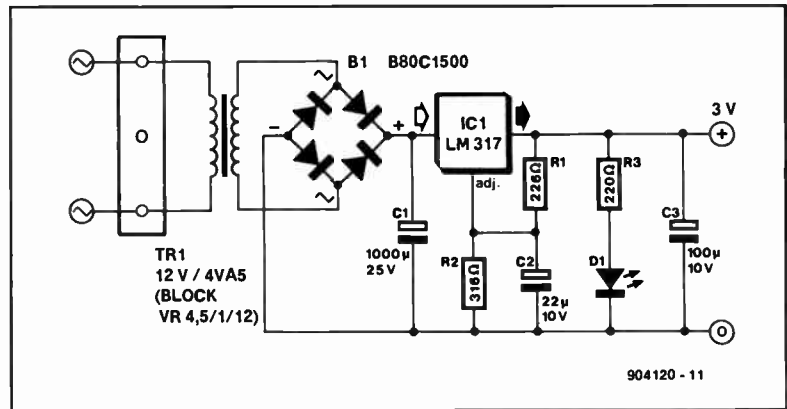 B1 B80C1500
~
~
−
+
IC1
LM 317
adj.
3 V
+
O
R1
226Ω
R3
220Ω
C1
1000µ
25V
R2
316Ω
C2
22µ
10V
D1
C3
100µ
10V
O
TR1
12 V / 4VA5
(BLOCK
VR 4,5/1/12)
904120 - 11